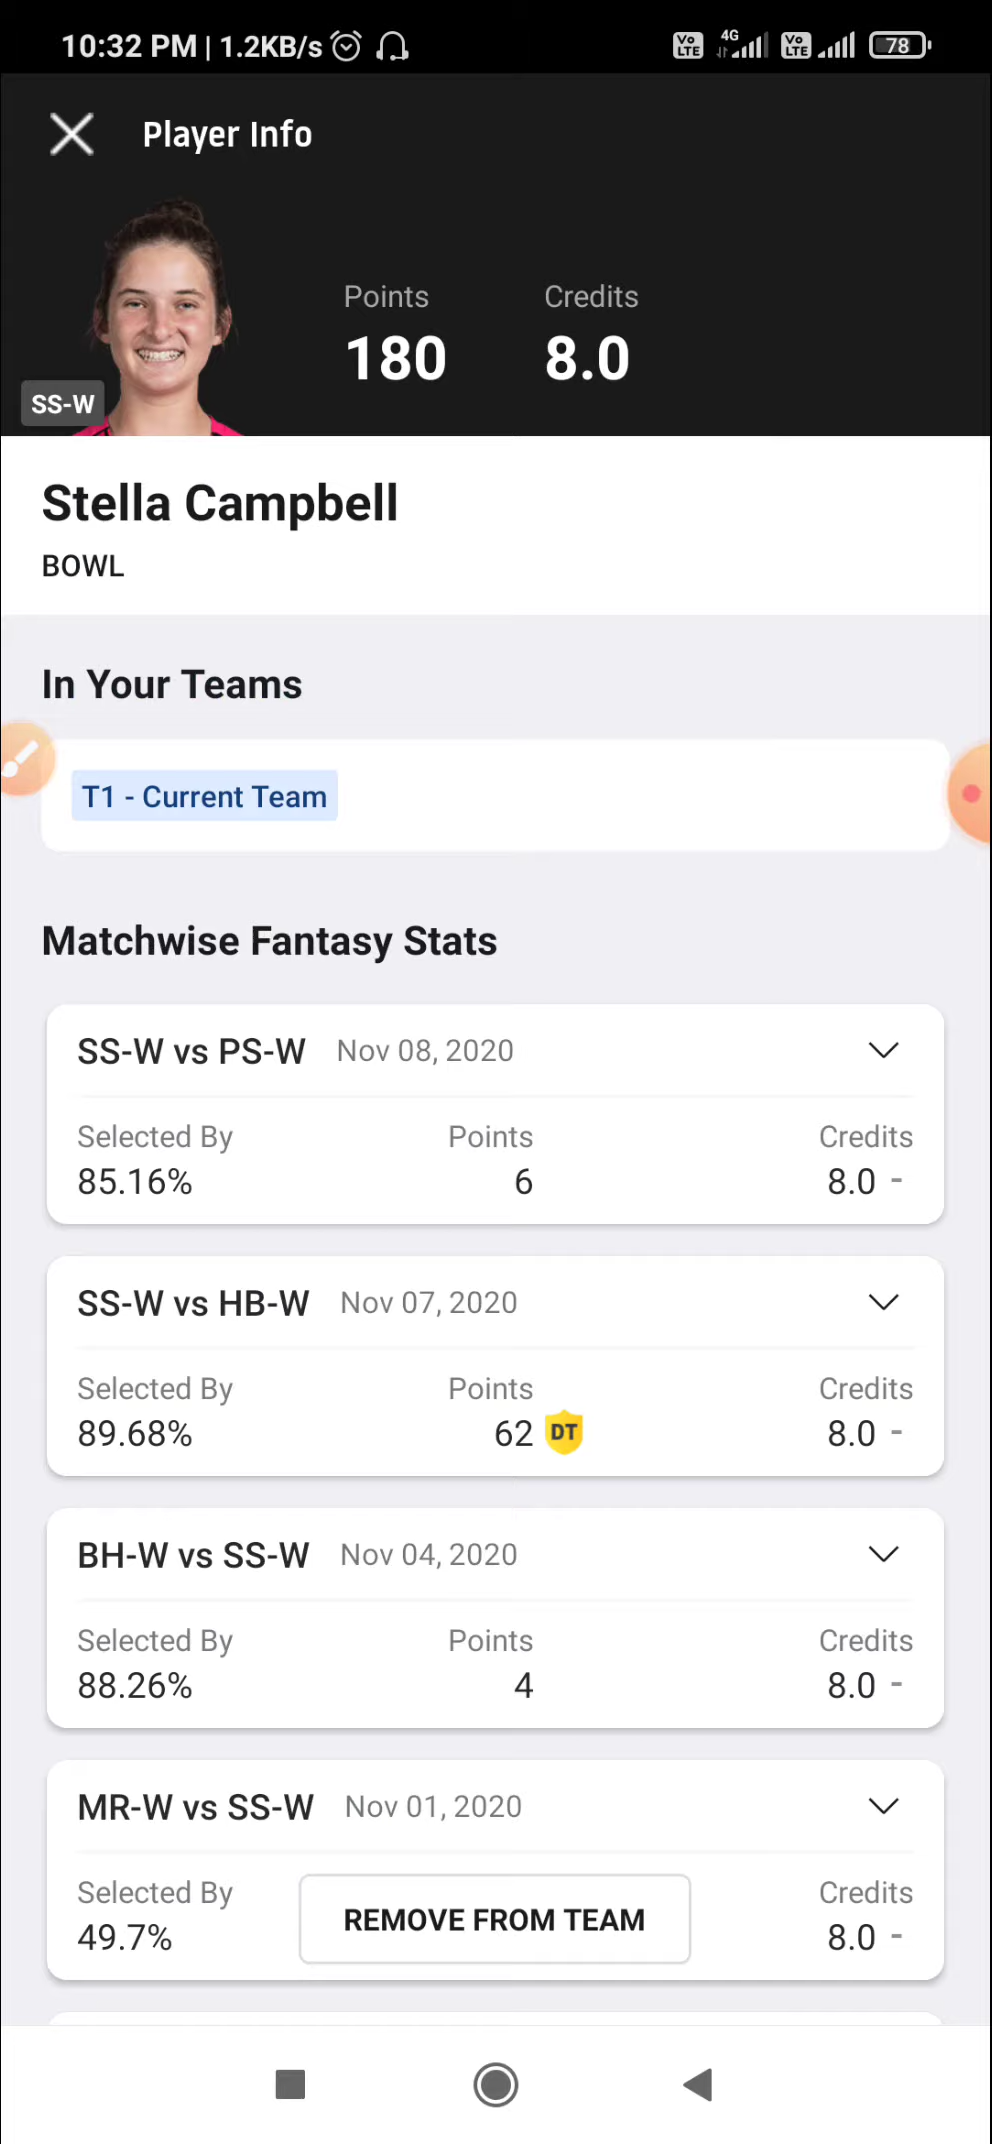 10:32 PM | 1.2KB/s Vo LTE 4G Vo LTE 78
Player Info
Points Credits
180 8.0
SS-W
Stella Campbell
BOWL
In Your Teams
T1 - Current Team
Matchwise Fantasy Stats
SS-W vs PS-W Nov 08, 2020
Selected By Points Credits
85.16% 6 8.0 -
SS-W vs HB-W Nov 07, 2020
Selected By Points Credits
89.68% 62 DT 8.0 -
BH-W vs SS-W Nov 04, 2020
Selected By Points Credits
88.26% 4 8.0 -
MR-W vs SS-W Nov 01, 2020
Selected By Credits
49.7% REMOVE FROM TEAM 8.0 -